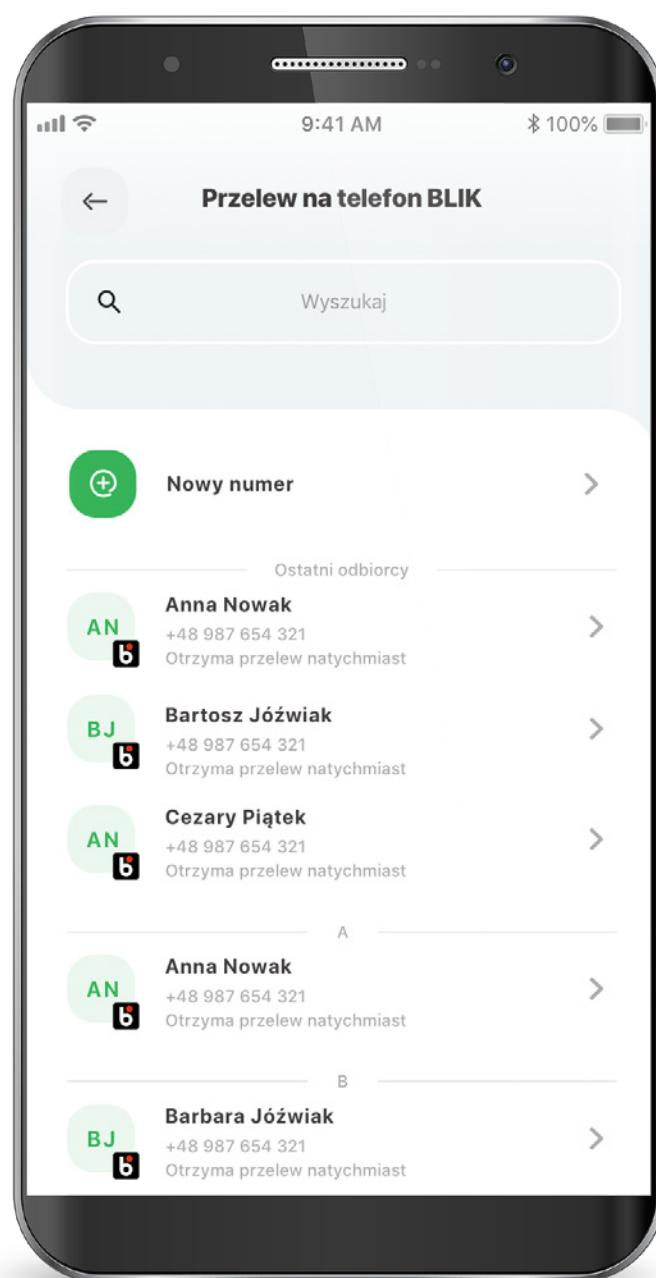 9:41 AM
100%
Przelew na telefon BLIK
Wyszukaj
Nowy numer
Ostatni odbiorcy
AN
Anna Nowak
+48 987 654 321
Otrzyma przelew natychmiast
BJ
Bartosz Jóźwiak
+48 987 654 321
Otrzyma przelew natychmiast
AN
Cezary Piątek
+48 987 654 321
Otrzyma przelew natychmiast
A
AN
Anna Nowak
+48 987 654 321
Otrzyma przelew natychmiast
B
BJ
Barbara Jóźwiak
+48 987 654 321
Otrzyma przelew natychmiast